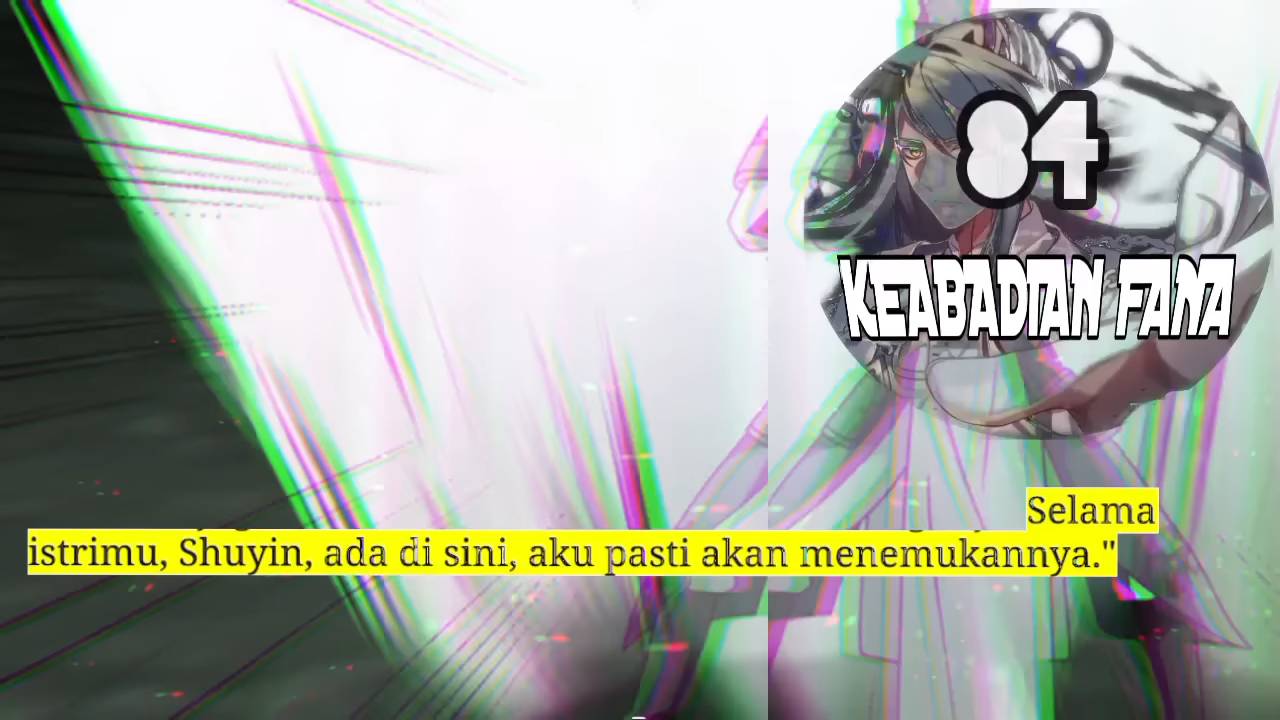 84
KEABADIAN FANA
Selama
istrimu, Shuyin, ada di sini, aku pasti akan menemukannya."